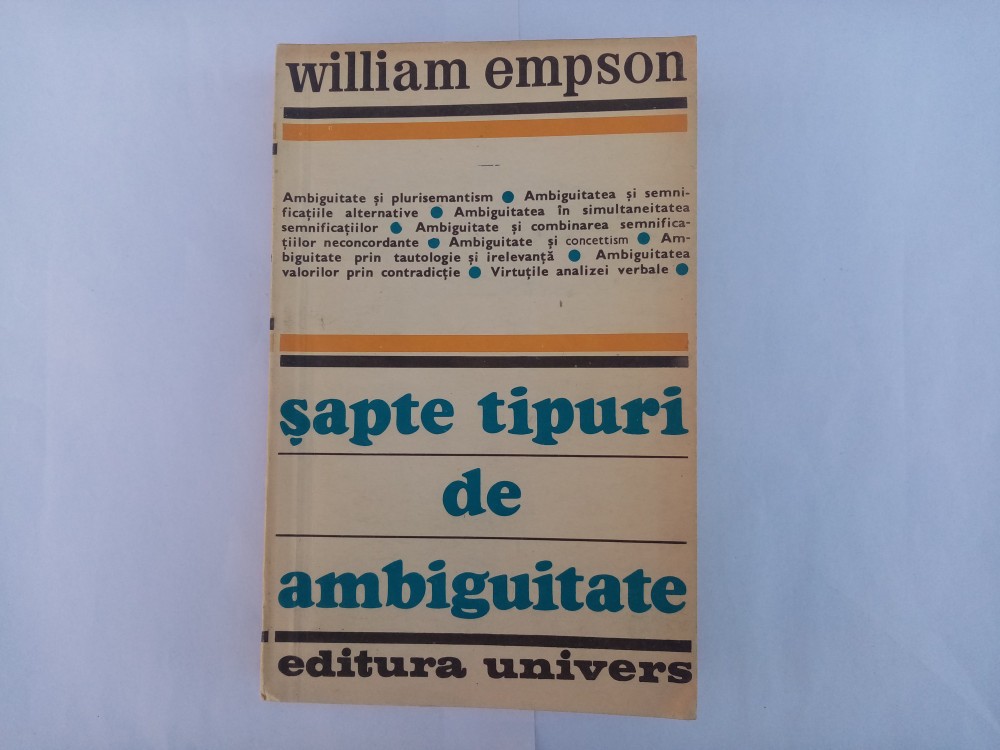 william empson
Ambiguitate și plurisemantism ● Ambiguitatea și semni-
ficațiile alternative ● Ambiguitatea în simultaneitatea
semnificațiilor ● Ambiguitate și combinarea semnifica-
țiilor neconcordante ● Ambiguitate și concettism ● Am-
biguitate prin tautologie și irelevanță ● Ambiguitatea
valorilor prin contradicție ● Virtuțile analizei verbale ●
șapte tipuri
de
ambiguitate
editura univers